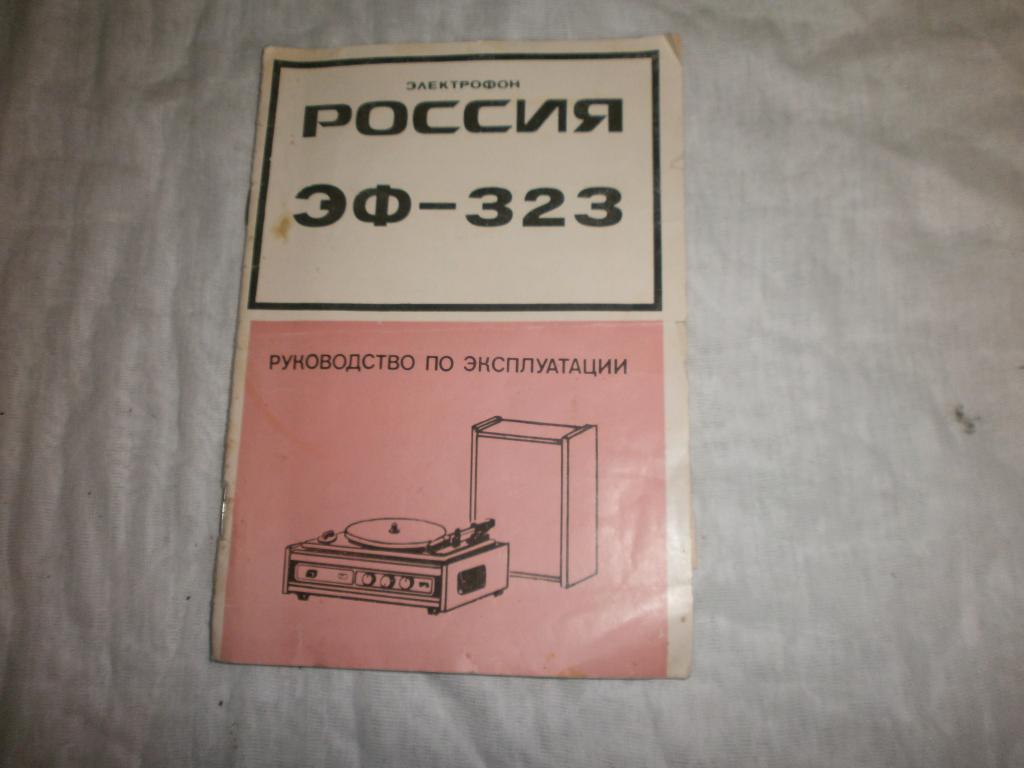 ЭЛЕКТРОФОН
РОССИЯ
ЭФ-323
РУКОВОДСТВО ПО ЭКСПЛУАТАЦИИ